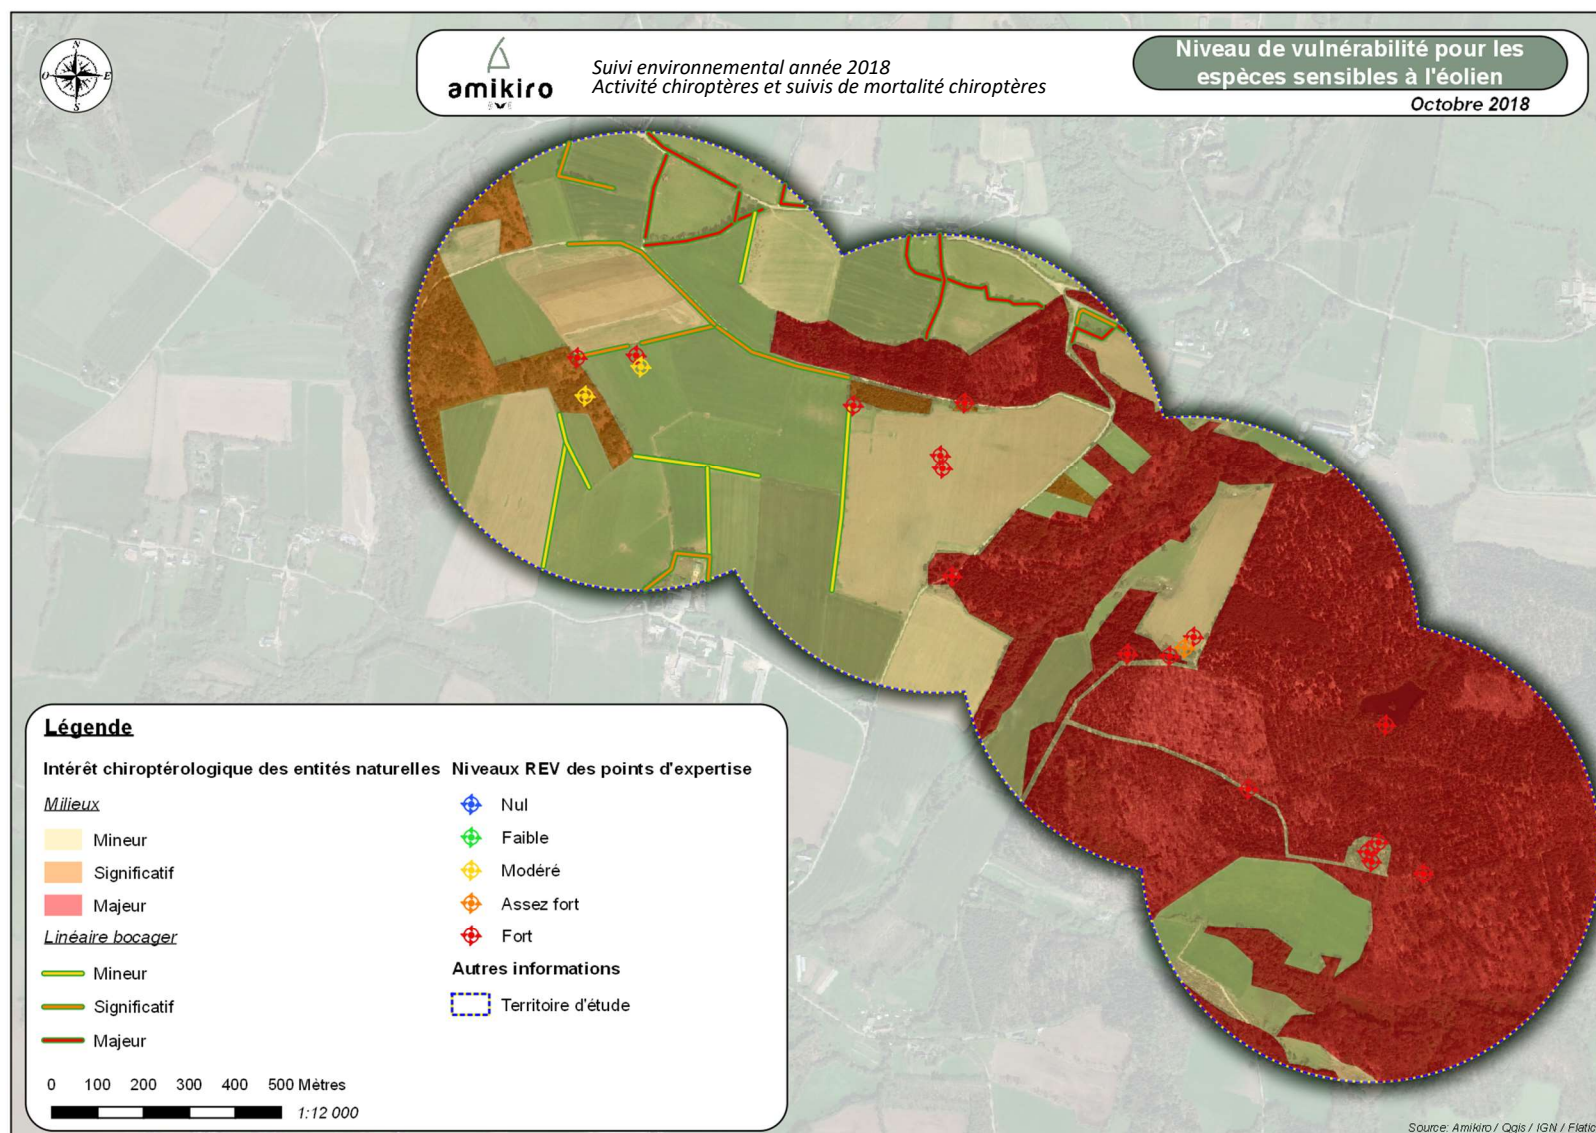 N
O
E
S
amikiro
Suivi environnemental année 2018
Activité chiroptères et suivis de mortalité chiroptères
Niveau de vulnérabilité pour les
espèces sensibles à l'éolien
Octobre 2018
Légende
Intérêt chiroptérologique des entités naturelles
Milieux
Mineur
Significatif
Majeur
Linéaire bocager
Mineur
Significatif
Majeur
Niveaux REV des points d'expertise
Nul
Faible
Modéré
Assez fort
Fort
Autres informations
Territoire d'étude
0 100 200 300 400 500 Mètres
1:12 000
Source: Amikiro / Qgis / IGN /